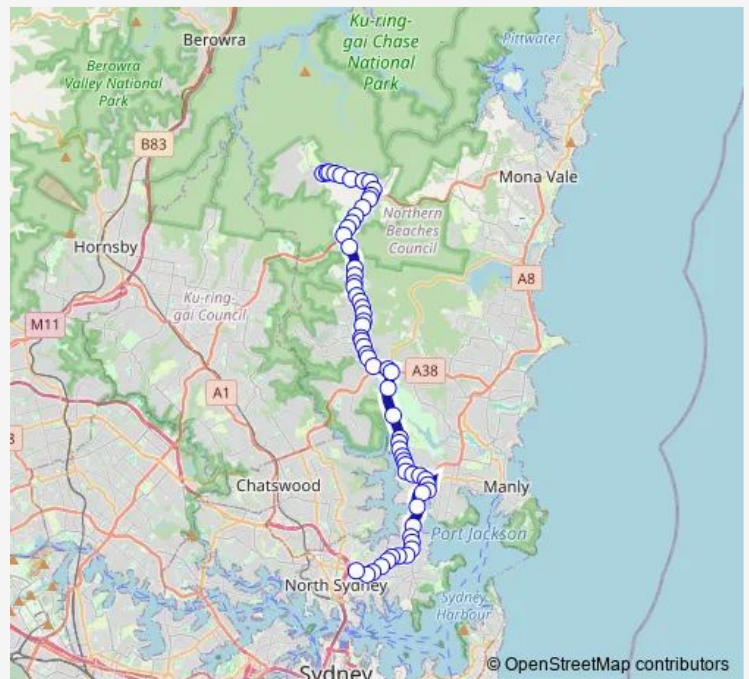 Ku-ring-
gai Chase
National
Park
Pittwater
Berowra
Berowra
Valley National
Park
B83
Mona Vale
Northern
Beaches
Council
Hornsby
A8
Ku-ring-
gai Council
M11
A38
A1
Chatswood
Manly
Port Jackson
North Sydney
Sydney
Harbour
© OpenStreetMap contributors
Sydney